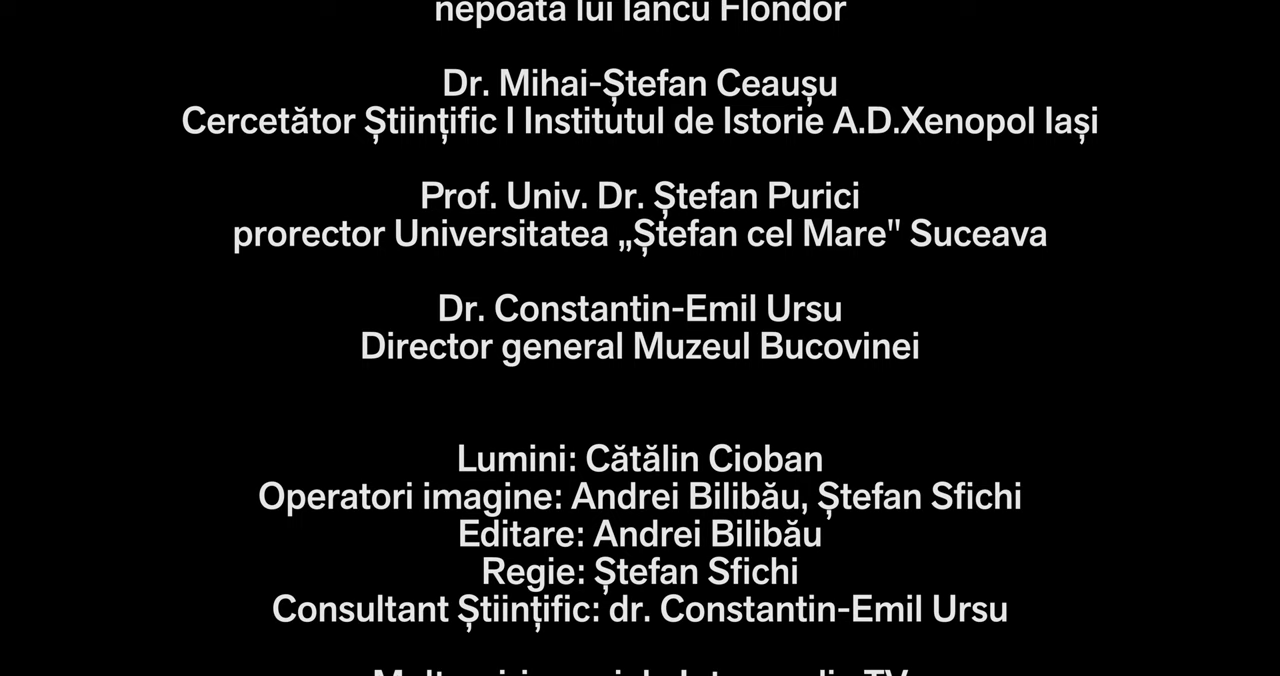 nepoata lui Iancu Flondor
Dr. Mihai-Ștefan Ceaușu
Cercetător Științific I Institutul de Istorie A.D.Xenopol Iași
Prof. Univ. Dr. Ștefan Purici
prorector Universitatea „Ștefan cel Mare" Suceava
Dr. Constantin-Emil Ursu
Director general Muzeul Bucovinei
Lumini: Cătălin Cioban
Operatori imagine: Andrei Bilibău, Ștefan Sfichi
Editare: Andrei Bilibău
Regie: Ștefan Sfichi
Consultant Științific: dr. Constantin-Emil Ursu
TV